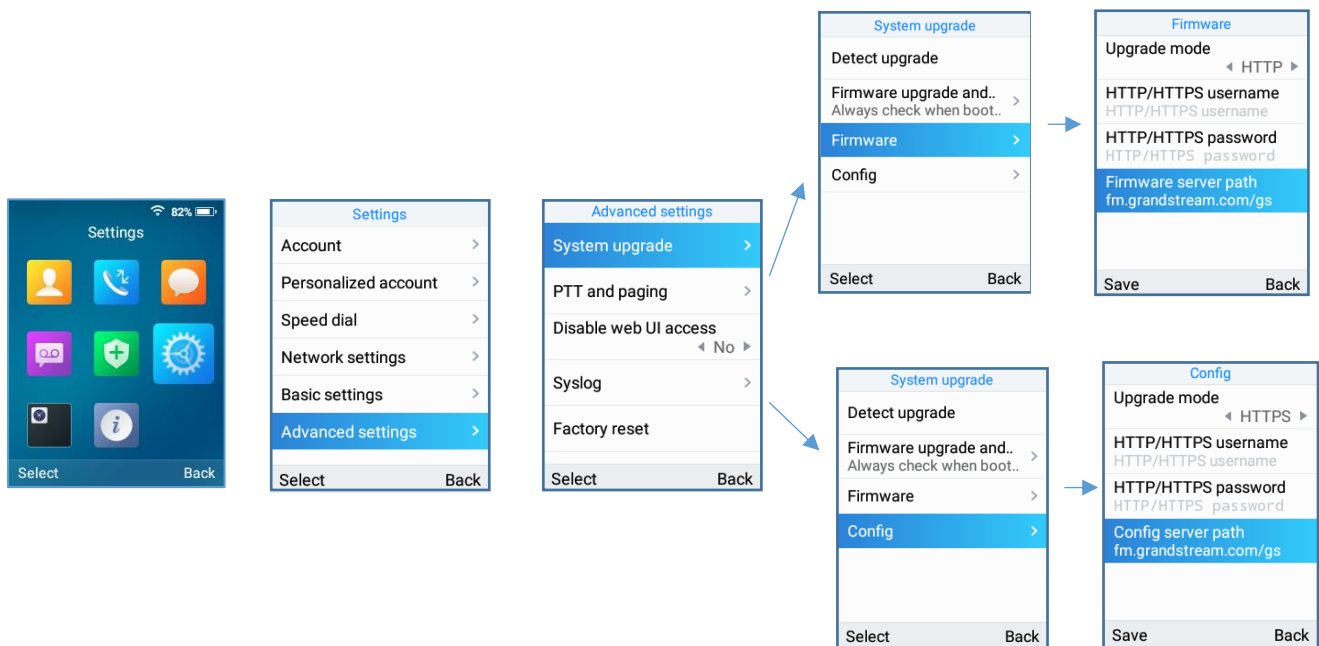 82%
Settings
i
Select Back
Settings
Account
Personalized account
Speed dial
Network settings
Basic settings
Advanced settings
Select Back
Advanced settings
System upgrade
PTT and paging
Disable web UI access
No
Syslog
Factory reset
Select Back
System upgrade
Detect upgrade
Firmware upgrade and..
Always check when boot..
Firmware
Config
Select Back
Firmware
Upgrade mode
HTTP
HTTP/HTTPS username
HTTP/HTTPS username
HTTP/HTTPS password
HTTP/HTTPS password
Firmware server path
fm.grandstream.com/gs
Save Back
System upgrade
Detect upgrade
Firmware upgrade and..
Always check when boot..
Firmware
Config
Select Back
Config
Upgrade mode
HTTPS
HTTP/HTTPS username
HTTP/HTTPS username
HTTP/HTTPS password
HTTP/HTTPS password
Config server path
fm.grandstream.com/gs
Save Back